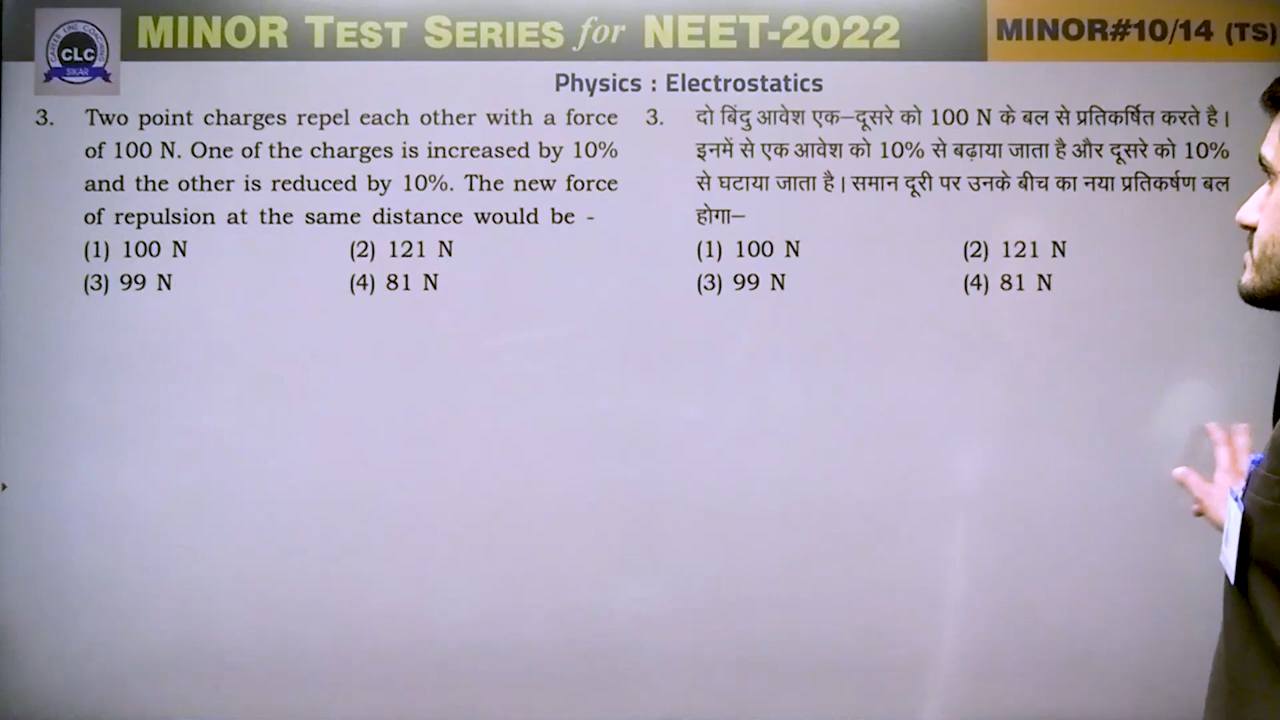 CAREER LINE COACHING
CLC
SIKAR
MINOR TEST SERIES for NEET-2022
MINOR#10/14 (TS)
Physics : Electrostatics
3. Two point charges repel each other with a force
of 100 N. One of the charges is increased by 10%
and the other is reduced by 10%. The new force
of repulsion at the same distance would be -
(1) 100 N (2) 121 N
(3) 99 N (4) 81 N
3. दो बिंदु आवेश एक–दूसरे को 100 N के बल से प्रतिकर्षित करते है।
इनमें से एक आवेश को 10% से बढ़ाया जाता है और दूसरे को 10%
से घटाया जाता है। समान दूरी पर उनके बीच का नया प्रतिकर्षण बल
होगा–
(1) 100 N (2) 121 N
(3) 99 N (4) 81 N